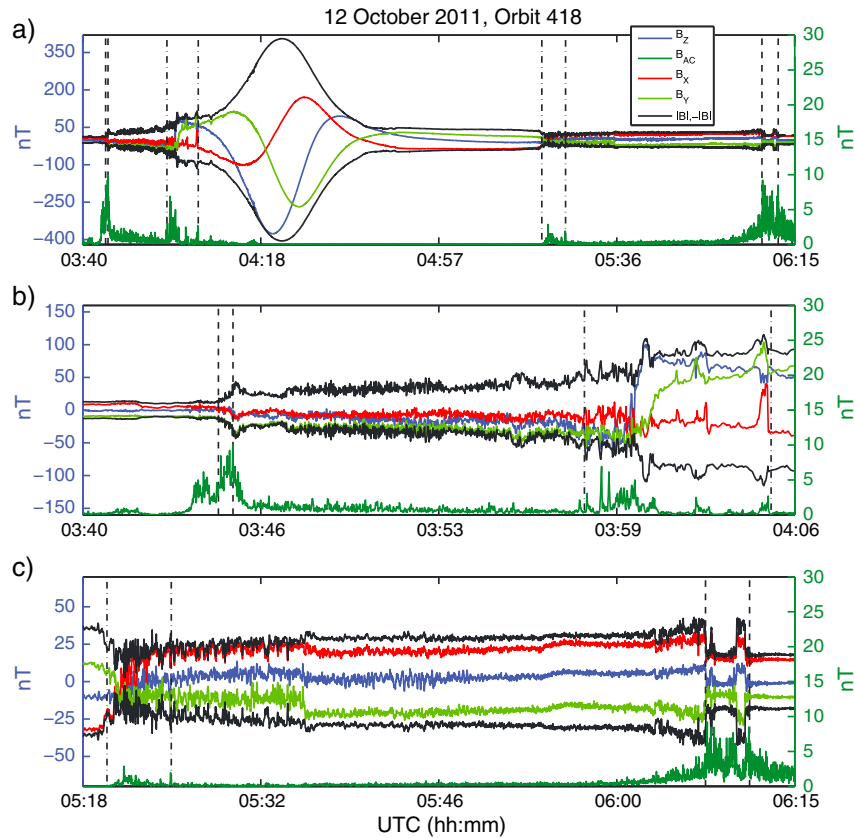 12 October 2011, Orbit 418
a)
350
200
50
−100
−250
−400
nT
30
25
20
15
10
5
0
nT
B_Z
B_AC
B_X
B_Y
|B|,−|B|
03:40 04:18 04:57 05:36 06:15
b)
150
100
50
0
−50
−100
−150
nT
30
25
20
15
10
5
0
nT
03:40 03:46 03:53 03:59 04:06
c)
50
25
0
−25
−50
nT
30
25
20
15
10
5
0
nT
05:18 05:32 05:46 06:00 06:15
UTC (hh:mm)